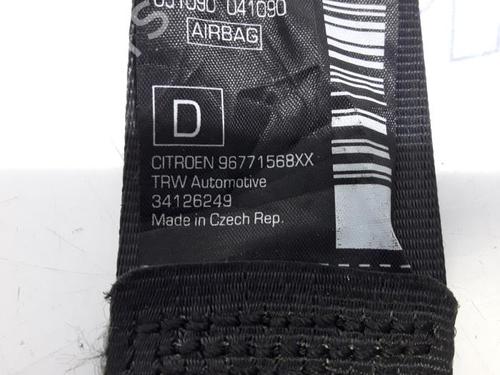 041090
AIRBAG
D
CITROEN 96771568XX
TRW Automotive
34126249
Made in Czech Rep.